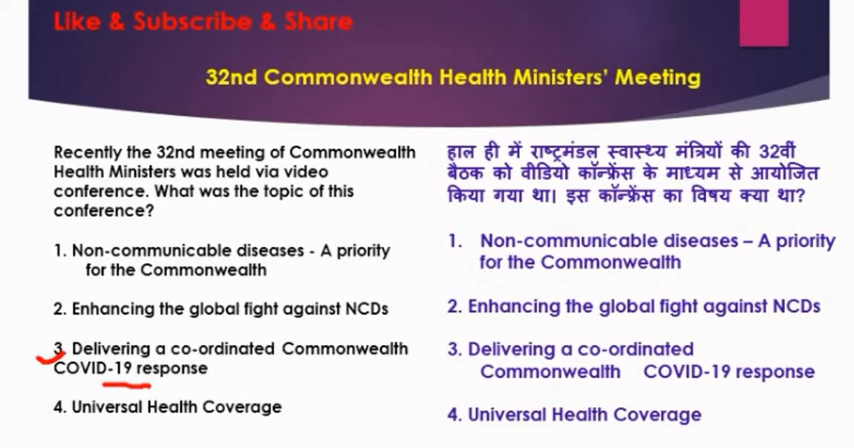 Like & Subscribe & Share
32nd Commonwealth Health Ministers' Meeting
Recently the 32nd meeting of Commonwealth
Health Ministers was held via video
conference. What was the topic of this
conference?
1. Non-communicable diseases - A priority
for the Commonwealth
2. Enhancing the global fight against NCDs
3. Delivering a co-ordinated Commonwealth
COVID-19 response
4. Universal Health Coverage
हाल ही में राष्ट्रमंडल स्वास्थ्य मंत्रियों की 32वीं
बैठक को वीडियो कॉन्फ्रेंस के माध्यम से आयोजित
किया गया था। इस कॉन्फ्रेंस का विषय क्या था?
1. Non-communicable diseases – A priority
for the Commonwealth
2. Enhancing the global fight against NCDs
3. Delivering a co-ordinated
Commonwealth COVID-19 response
4. Universal Health Coverage